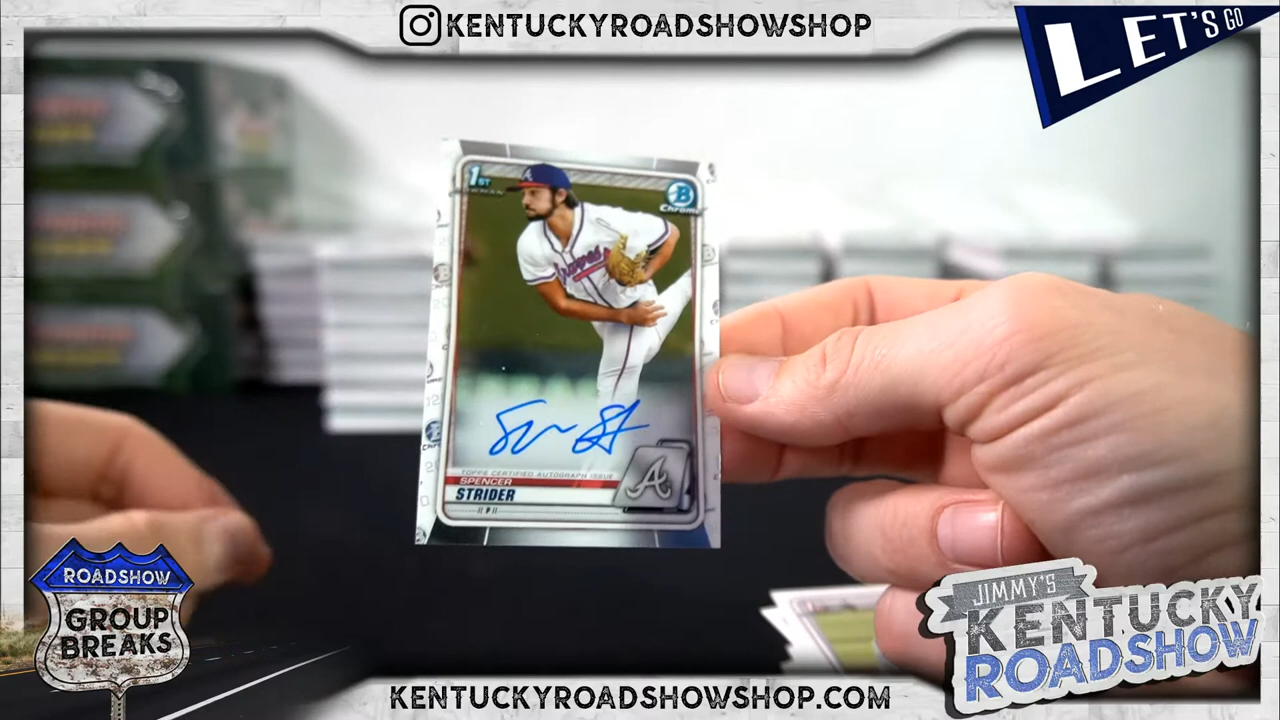 KENTUCKYROADSHOWSHOP
LET'S GO
1ST
BOWMAN
B
Chrome
Braves
TOPPS CERTIFIED AUTOGRAPH ISSUE
SPENCER
STRIDER
// P //
A
ROADSHOW
GROUP
BREAKS
JIMMY'S
KENTUCKY
ROADSHOW
KENTUCKYROADSHOWSHOP.COM